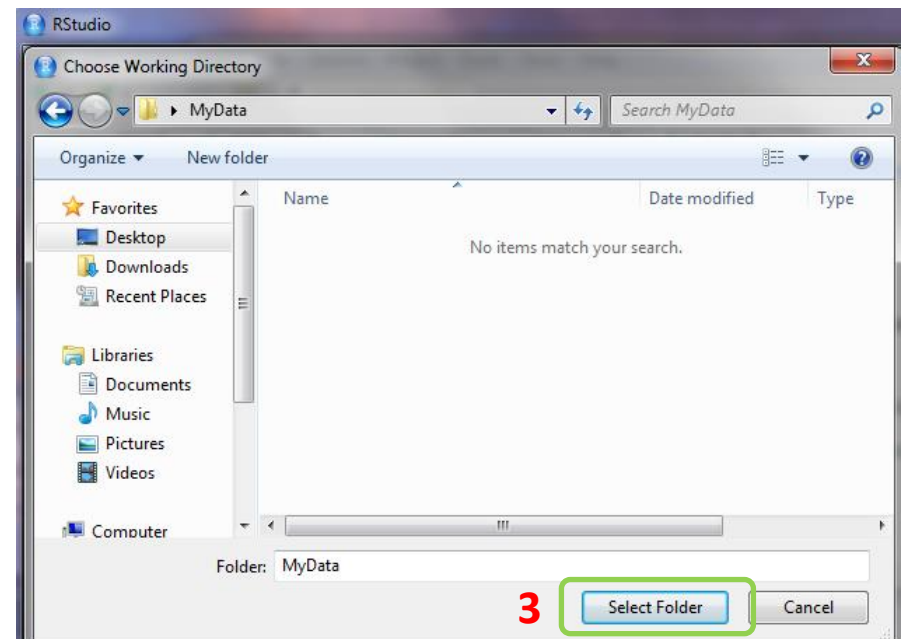 RStudio
Choose Working Directory
MyData
Search MyData
Organize
New folder
Name
Date modified
Type
Favorites
No items match your search.
Desktop
Downloads
Recent Places
Libraries
Documents
Music
Pictures
Videos
Computer
Folder: MyData
3 Select Folder Cancel